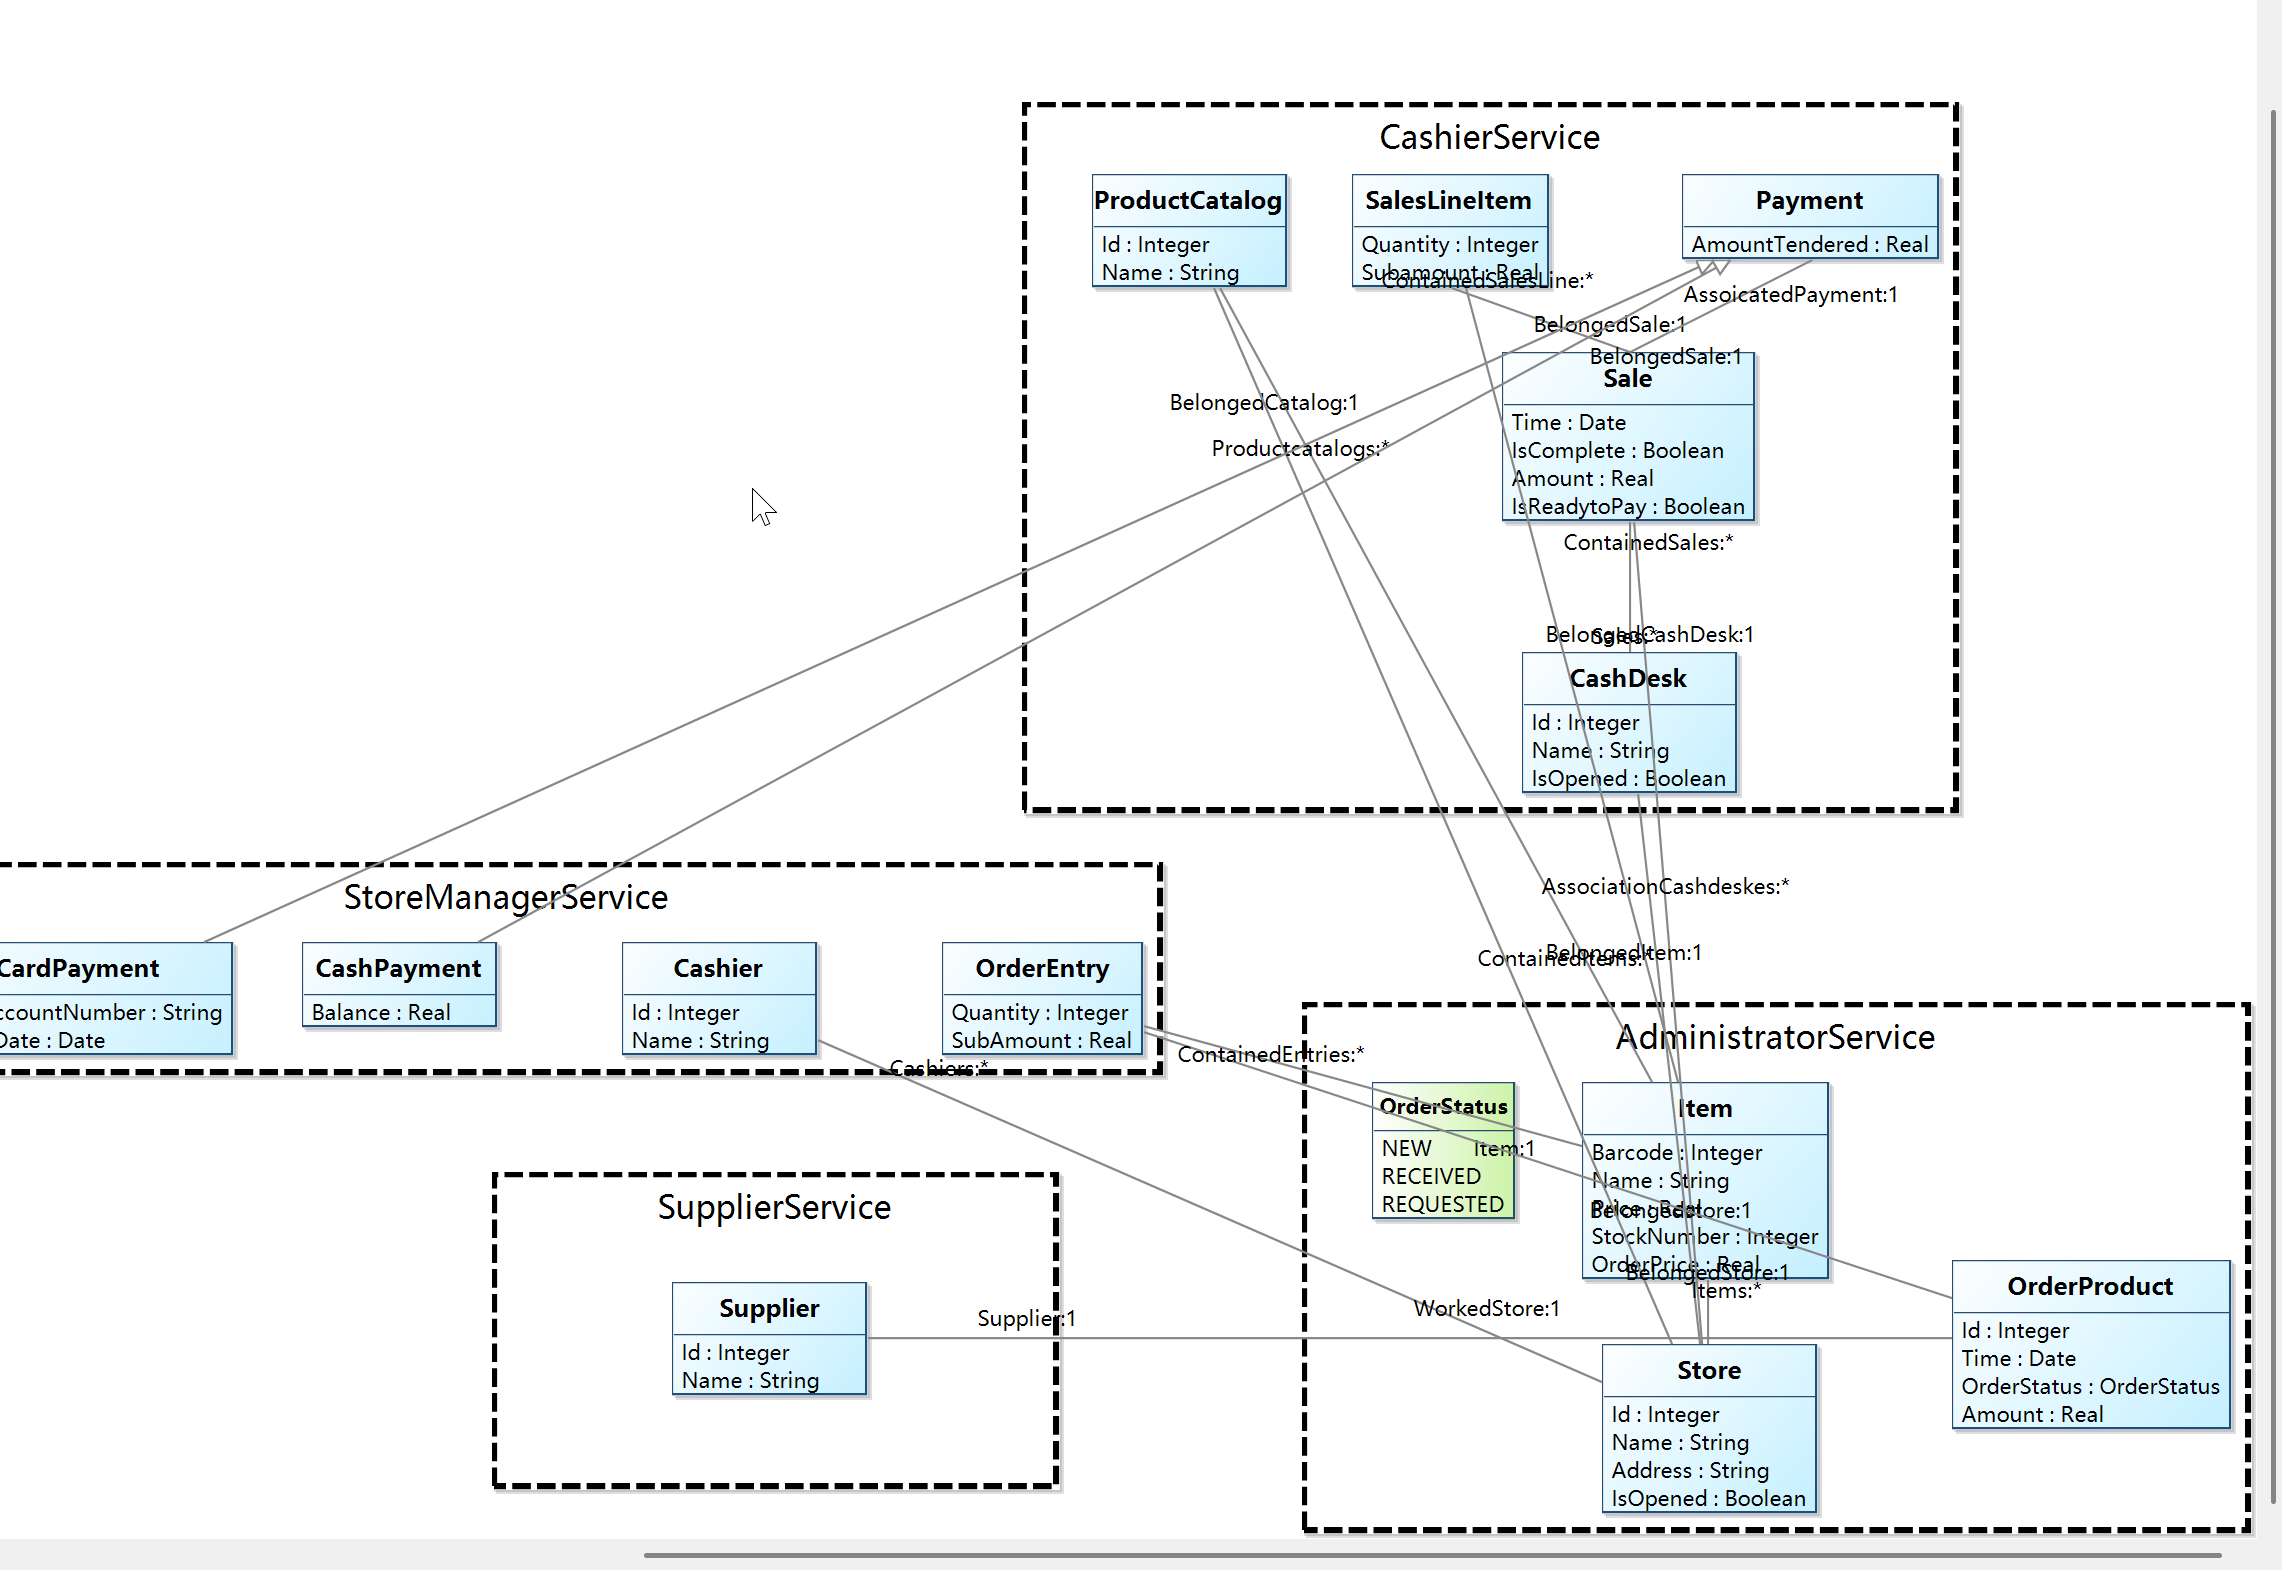 CashierService
ProductCatalog
Id : Integer
Name : String
SalesLineItem
Quantity : Integer
Subamount : Real
Payment
AmountTendered : Real
ContainedSalesLine:*
AssoicatedPayment:1
BelongedSale:1
BelongedSale:1
Sale
Time : Date
IsComplete : Boolean
Amount : Real
IsReadytoPay : Boolean
BelongedCatalog:1
Productcatalogs:*
ContainedSales:*
BelongedCashDesk:1
Sales:*
CashDesk
Id : Integer
Name : String
IsOpened : Boolean
StoreManagerService
CardPayment
ccountNumber : String
Date : Date
CashPayment
Balance : Real
Cashier
Id : Integer
Name : String
OrderEntry
Quantity : Integer
SubAmount : Real
Cashiers:*
ContainedEntries:*
AssociationCashdeskes:*
ContainedItems:*
BelongedItem:1
AdministratorService
OrderStatus
NEW
RECEIVED
REQUESTED
Item:1
Item
Barcode : Integer
Name : String
Price : Real
Belongedstore:1
StockNumber : Integer
OrderPrice : Real
BelongedStore:1
Items:*
SupplierService
Supplier
Id : Integer
Name : String
Supplier:1
WorkedStore:1
Store
Id : Integer
Name : String
Address : String
IsOpened : Boolean
OrderProduct
Id : Integer
Time : Date
OrderStatus : OrderStatus
Amount : Real